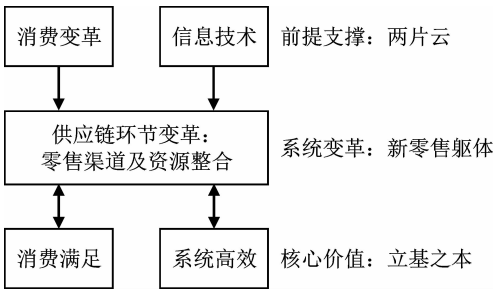 消费变革
信息技术
前提支撑：两片云
供应链环节变革：
零售渠道及资源整合
系统变革：新零售躯体
消费满足
系统高效
核心价值：立基之本